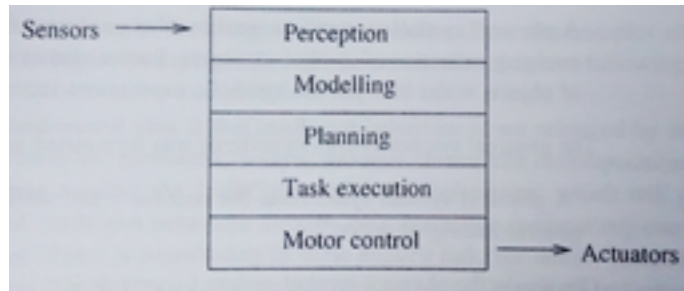 Sensors
Perception
Modelling
Planning
Task execution
Motor control
Actuators